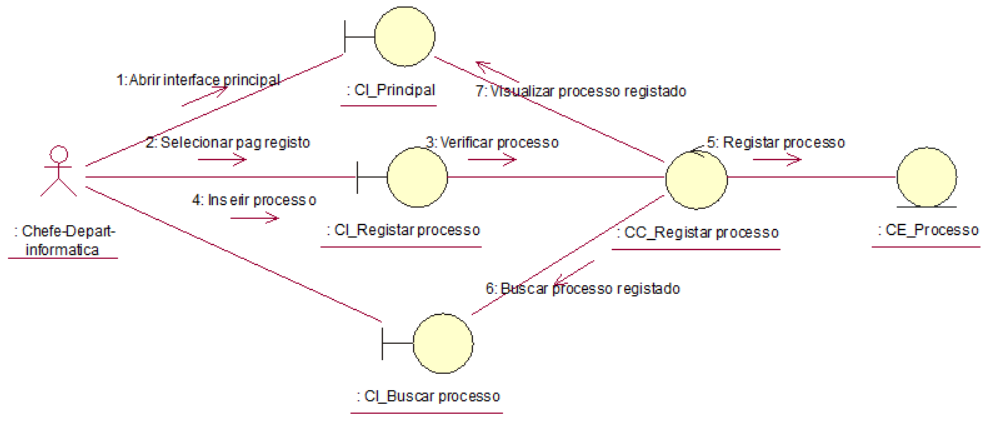 1: Abrir interface principal
: CI_Principal
7: Visualizar processo registado
2: Selecionar pag registo
3: Verificar processo
5: Registar processo
4: Inserir processo
: Chefe-Depart-
informatica
: CI_Registar processo
: CC_Registar processo
: CE_Processo
6: Buscar processo registado
: CI_Buscar processo